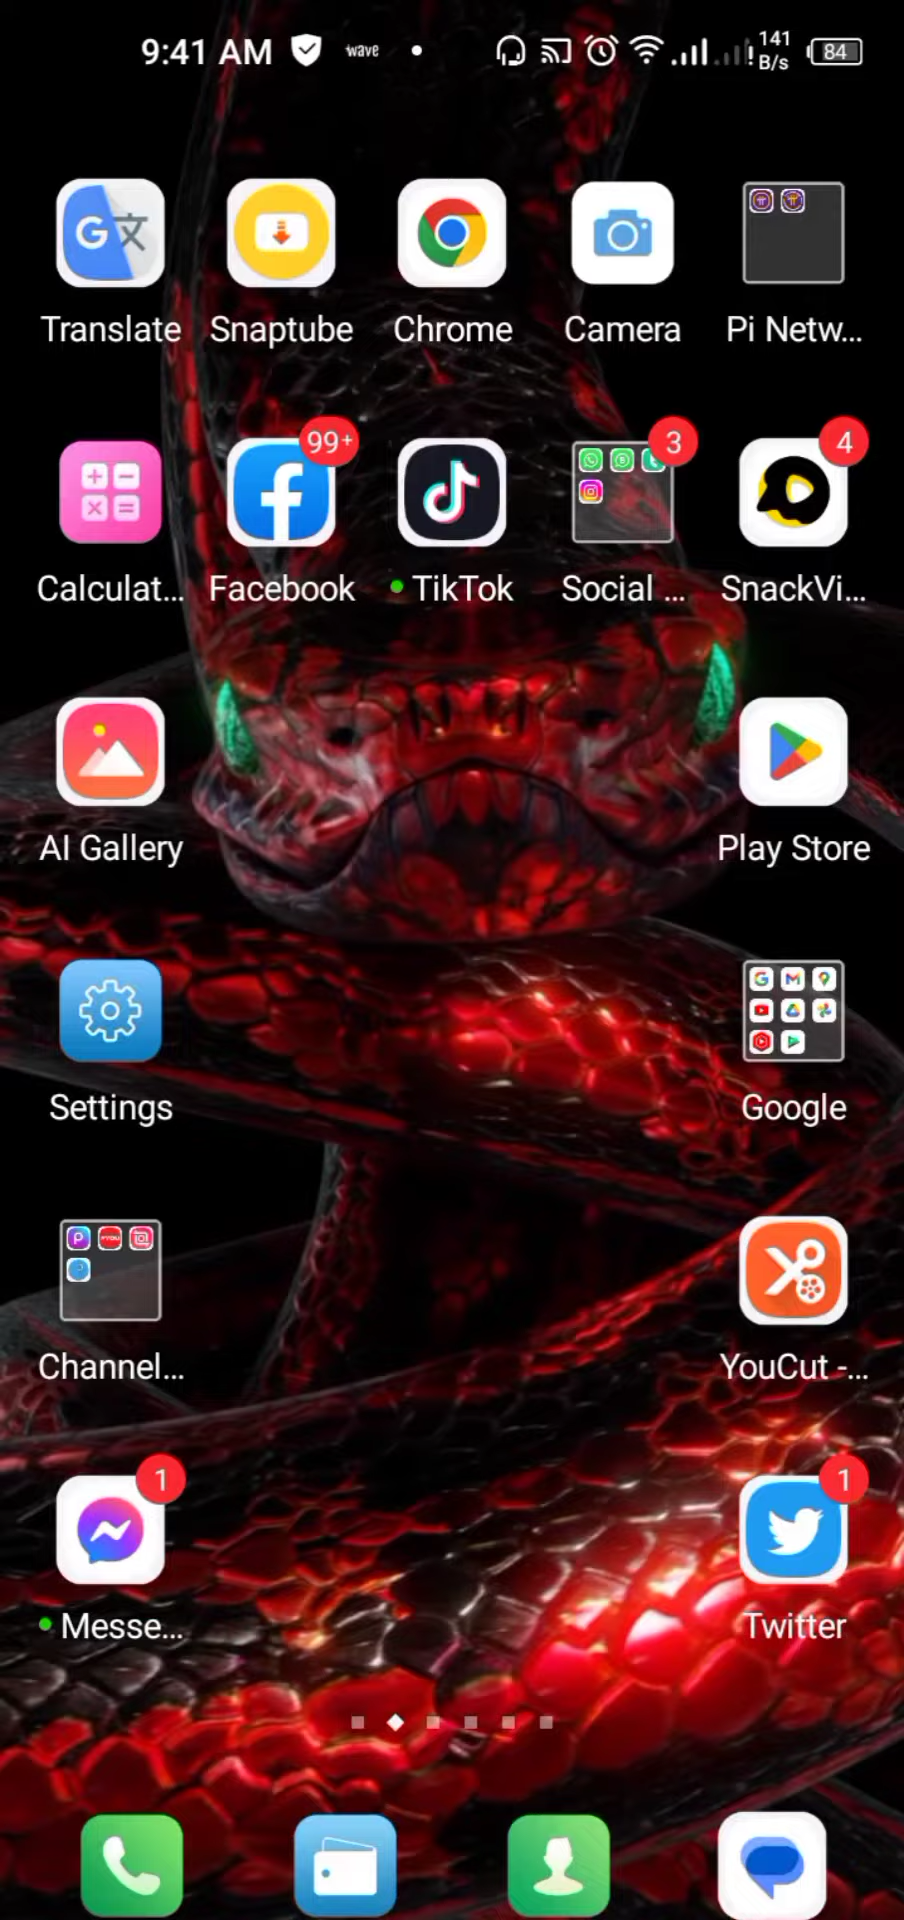 9:41 AM wave 141 B/s 84
Translate Snaptube Chrome Camera Pi Netw...
99+ 3 4
Calculat... Facebook TikTok Social ... SnackVi...
AI Gallery Play Store
Settings Google
Channel... YouCut -...
1 1
Messe... Twitter